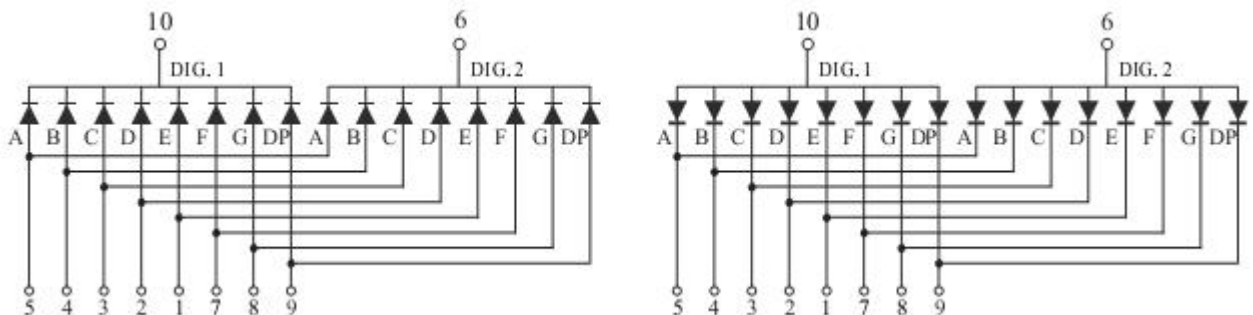 10 6 10 6
DIG. 1 DIG. 2 DIG. 1 DIG. 2
A B C D E F G DP A B C D E F G DP A B C D E F G DP A B C D E F G DP
5 4 3 2 1 7 8 9 5 4 3 2 1 7 8 9